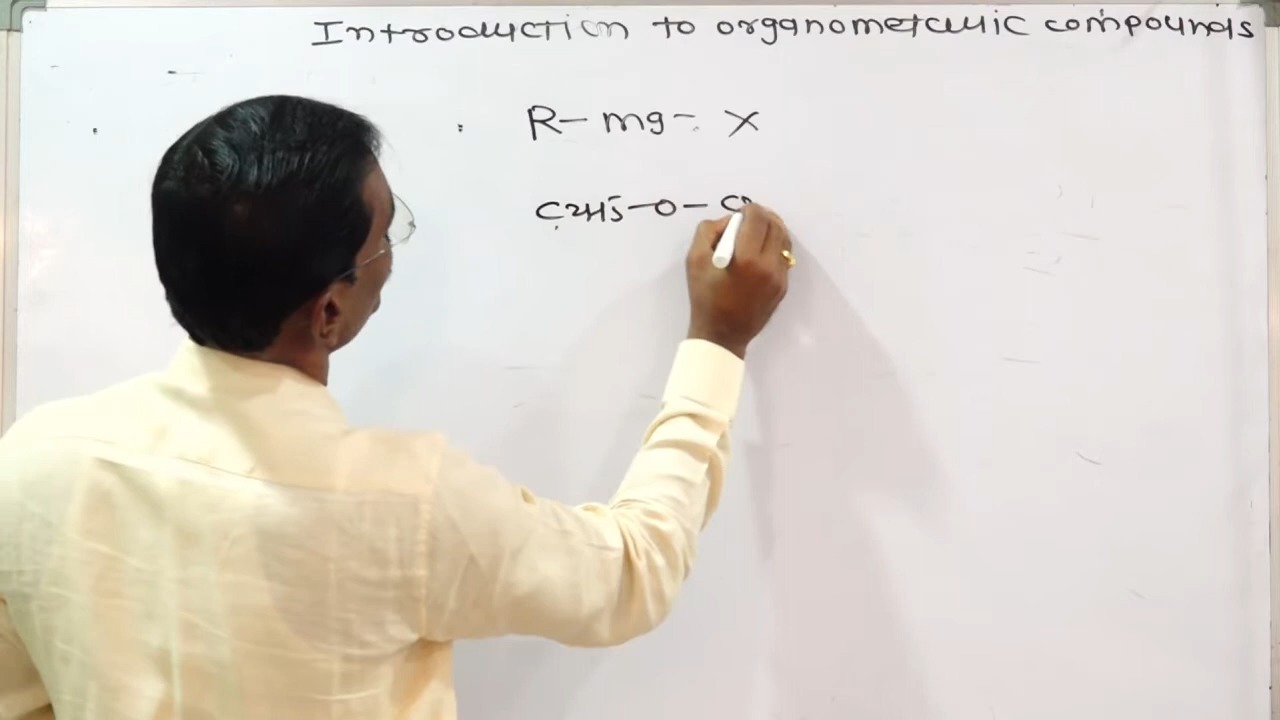 Introduction to organometallic compounds
R- mg- X
C2H5-O- C